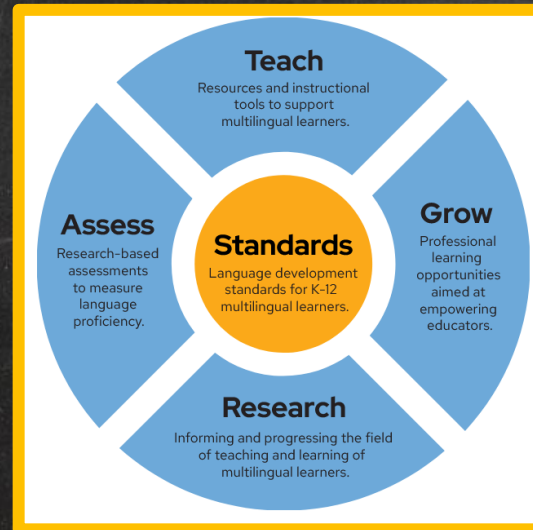 Teach
Resources and instructional
tools to support
multilingual learners.
Assess
Research-based
assessments
to measure
language
proficiency.
Standards
Language development
standards for K-12
multilingual learners.
Grow
Professional
learning
opportunities
aimed at
empowering
educators.
Research
Informing and progressing the field
of teaching and learning of
multilingual learners.